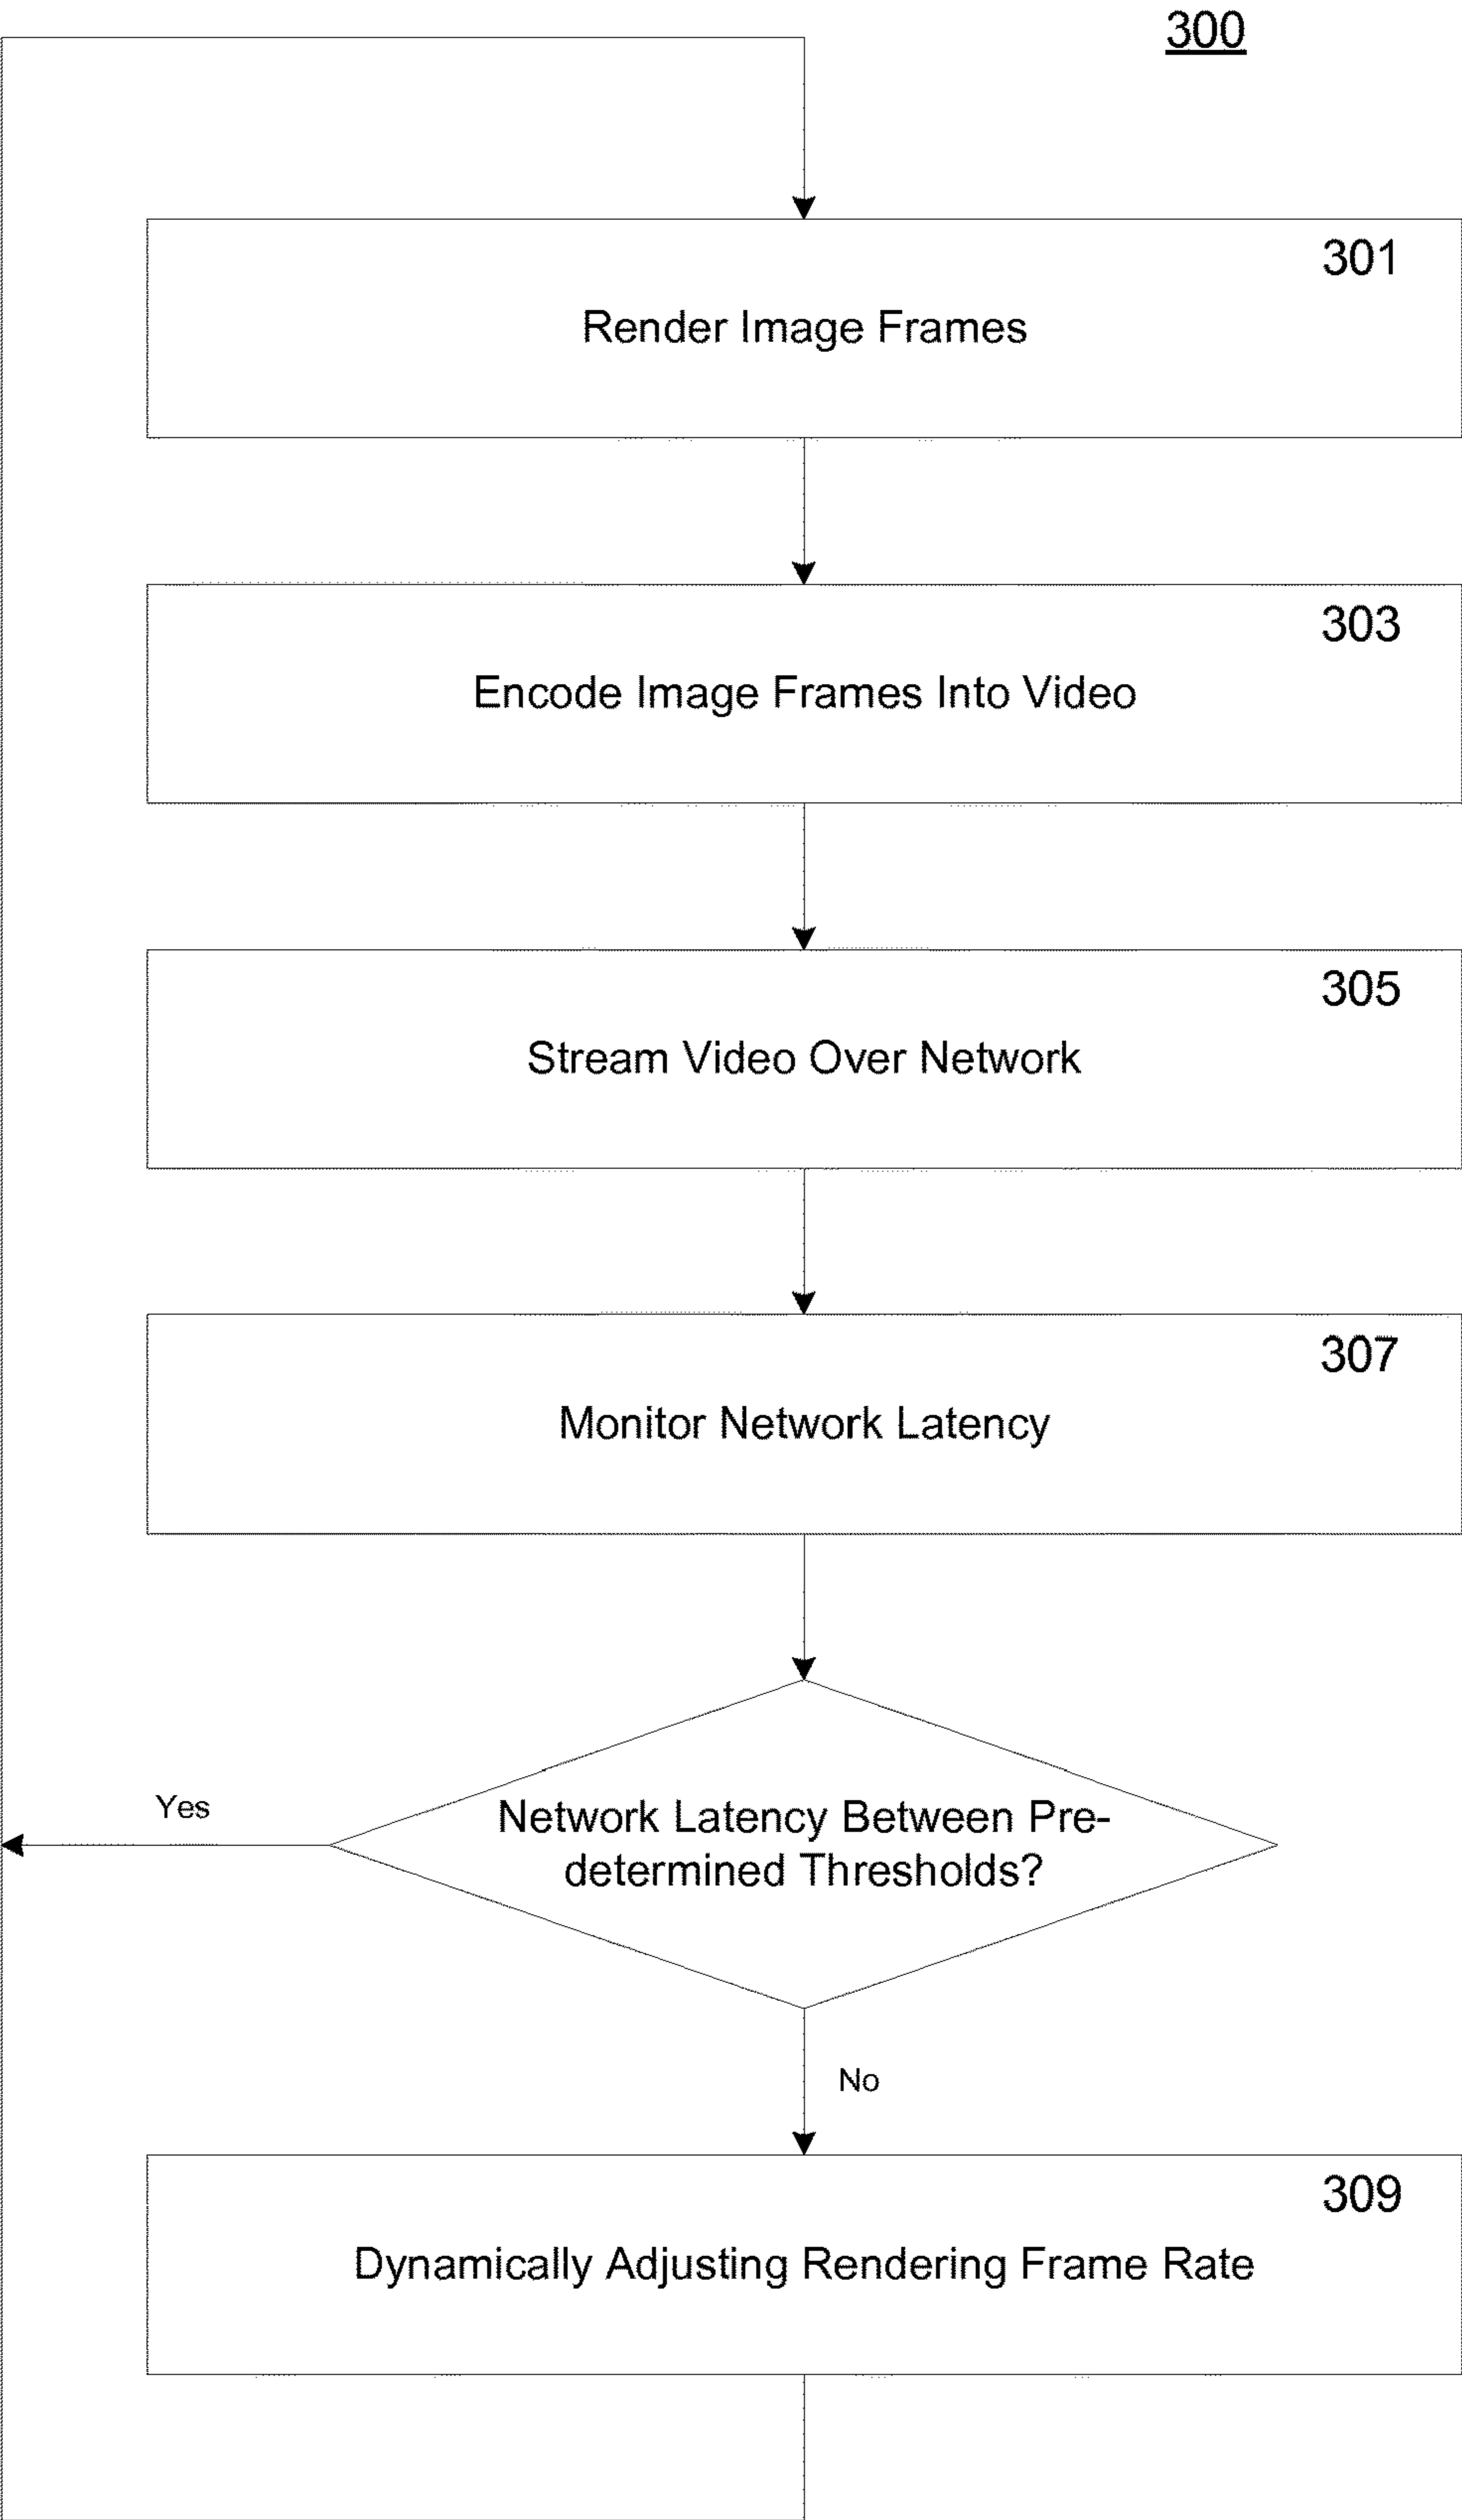 300
301
Render Image Frames
303
Encode Image Frames Into Video
305
Stream Video Over Network
307
Monitor Network Latency
Yes
Network Latency Between Pre-
determined Thresholds?
No
309
Dynamically Adjusting Rendering Frame Rate